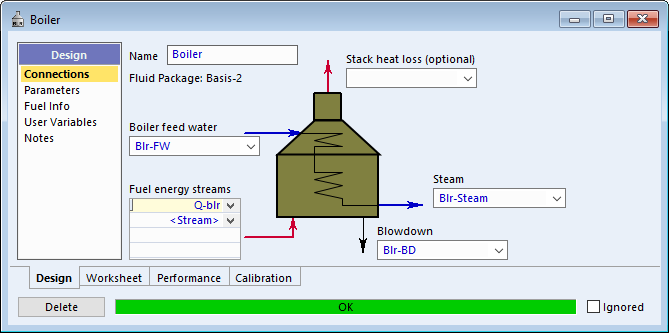 Boiler
Design
Connections
Parameters
Fuel Info
User Variables
Notes
Name Boiler
Fluid Package: Basis-2
Stack heat loss (optional)
Boiler feed water
Blr-FW
Fuel energy streams
Q-blr
<Stream>
Steam
Blr-Steam
Blowdown
Blr-BD
Design Worksheet Performance Calibration
Delete OK Ignored